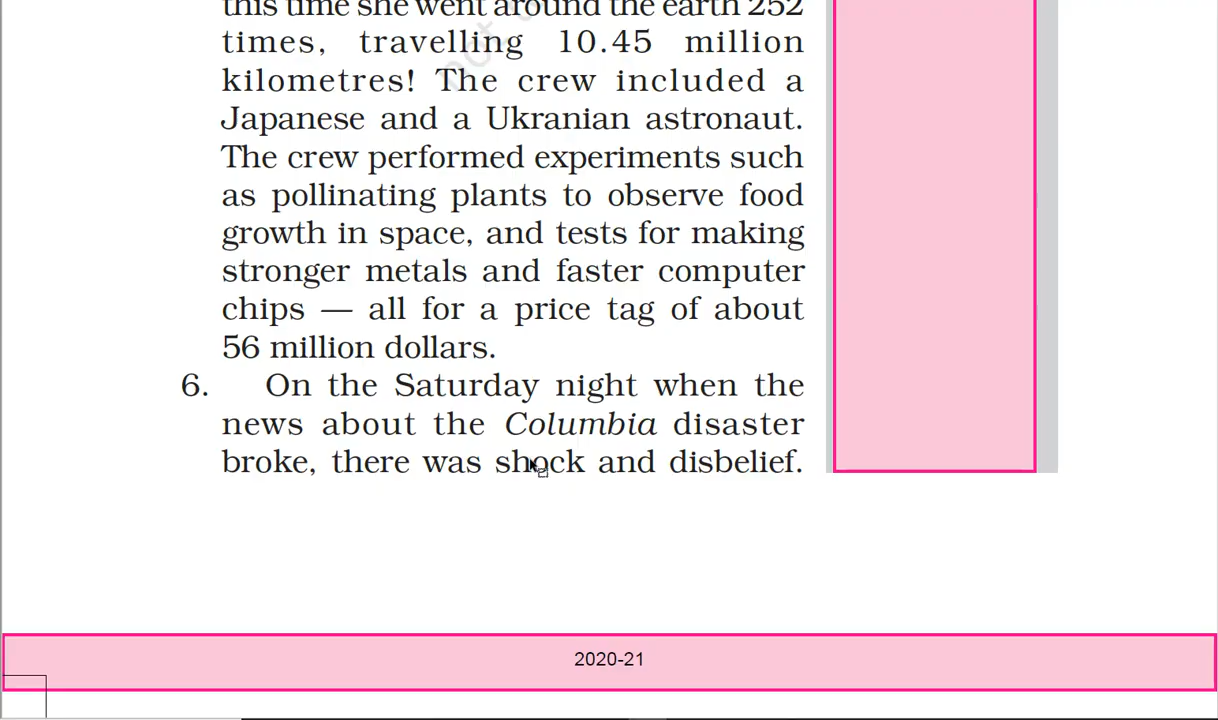 this time she went around the earth 252
times, travelling 10.45 million
kilometres! The crew included a
Japanese and a Ukranian astronaut.
The crew performed experiments such
as pollinating plants to observe food
growth in space, and tests for making
stronger metals and faster computer
chips — all for a price tag of about
56 million dollars.
6. On the Saturday night when the
news about the Columbia disaster
broke, there was shock and disbelief.
2020-21